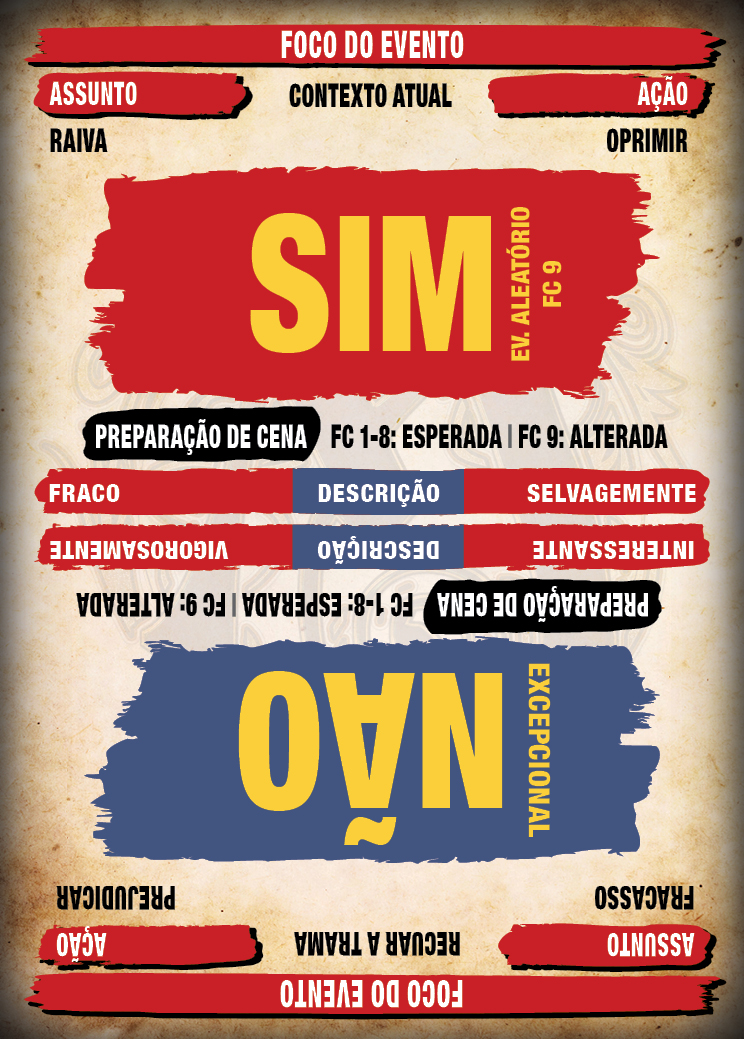 FOCO DO EVENTO
ASSUNTO CONTEXTO ATUAL AÇÃO
RAIVA OPRIMIR
SIM
EV. ALEATÓRIO
FC 9
PREPARAÇÃO DE CENA FC 1-8: ESPERADA | FC 9: ALTERADA
FRACO DESCRIÇÃO SELVAGEMENTE
INTERESSANTE DESCRIÇÃO VIGOROSAMENTE
PREPARAÇÃO DE CENA FC 1-8: ESPERADA | FC 9: ALTERADA
NÃO
EXCEPCIONAL
FRACASSO PREJUDICAR
ASSUNTO RECUAR A TRAMA AÇÃO
FOCO DO EVENTO